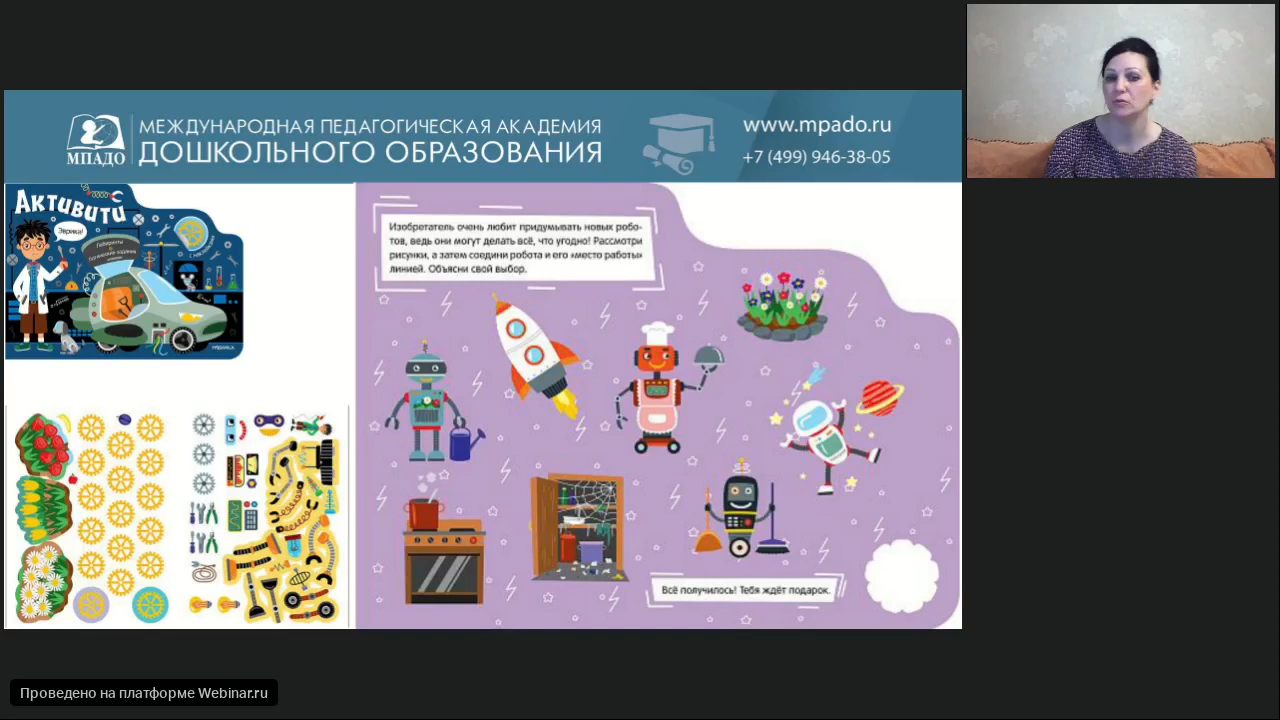 МПАДО
МЕЖДУНАРОДНАЯ ПЕДАГОГИЧЕСКАЯ АКАДЕМИЯ
ДОШКОЛЬНОГО ОБРАЗОВАНИЯ
www.mpado.ru
+7 (499) 946-38-05
Активити
Эврика!
Лабиринты
с наклейками
Изобретатель очень любит придумывать новых робо-
тов, ведь они могут делать всё, что угодно! Рассмотри
рисунки, а затем соедини робота и его «место работы»
линией. Объясни свой выбор.
Всё получилось! Тебя ждёт подарок.
Проведено на платформе Webinar.ru